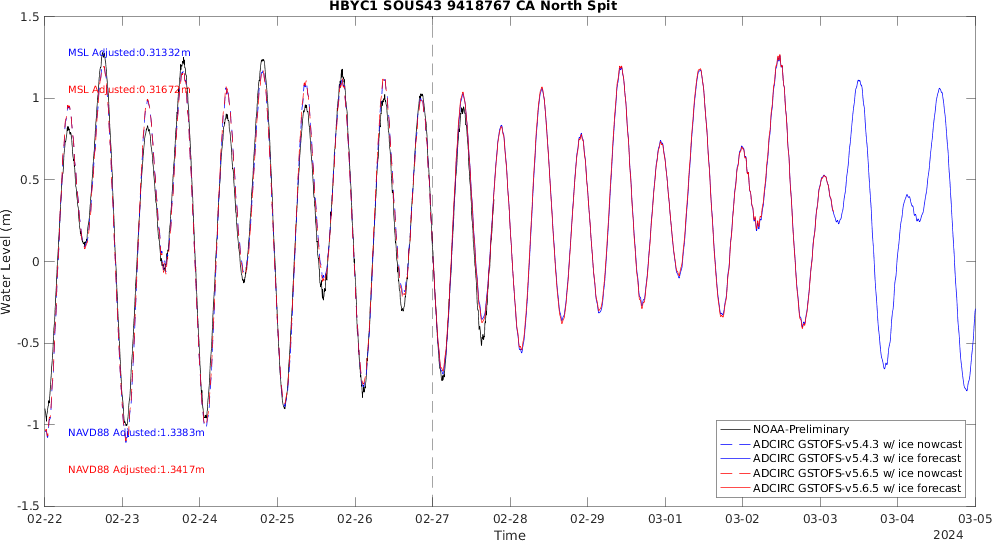 HBYC1 SOUS43 9418767 CA North Spit
MSL Adjusted:0.31332m
MSL Adjusted:0.31672m
NAVD88 Adjusted:1.3383m
NAVD88 Adjusted:1.3417m
Water Level (m)
1.5
1
0.5
0
-0.5
-1
-1.5
NOAA-Preliminary
ADCIRC GSTOFS-v5.4.3 w/ ice nowcast
ADCIRC GSTOFS-v5.4.3 w/ ice forecast
ADCIRC GSTOFS-v5.6.5 w/ ice nowcast
ADCIRC GSTOFS-v5.6.5 w/ ice forecast
02-22 02-23 02-24 02-25 02-26 02-27 02-28 02-29 03-01 03-02 03-03 03-04 03-05
Time
2024